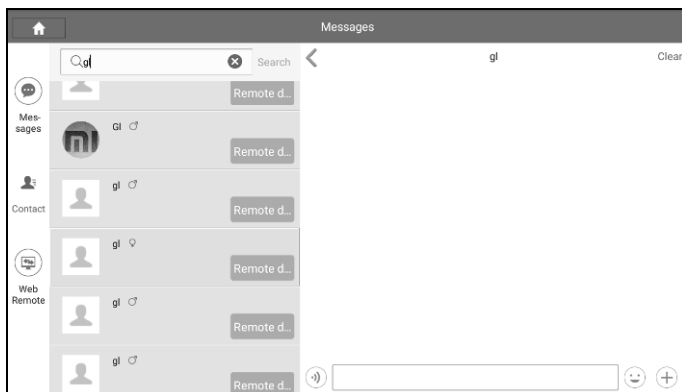 Messages
gl
Search
gl
Clear
Remote d...
Mes-
sages
mi
Gl
Remote d...
Contact
gl
Remote d...
gl
Remote d...
Web
Remote
gl
Remote d...
gl
Remote d...